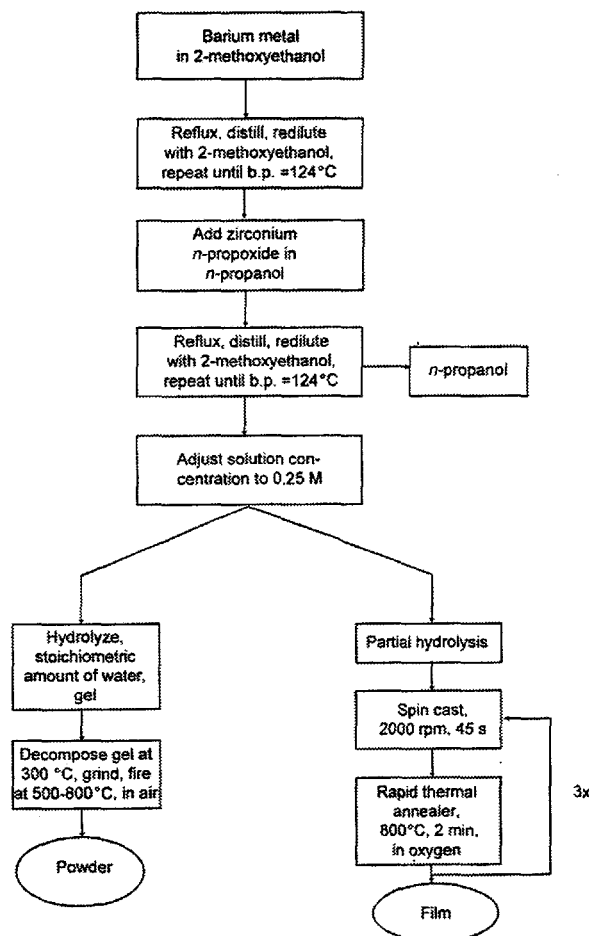 Barium metal
in 2-methoxyethanol
Reflux, distill, redilute
with 2-methoxyethanol,
repeat until b.p. =124°C
Add zirconium
n-propoxide in
n-propanol
Reflux, distill, redilute
with 2-methoxyethanol,
repeat until b.p. =124°C
n-propanol
Adjust solution con-
centration to 0.25 M
Hydrolyze,
stoichiometric
amount of water,
gel
Decompose gel at
300 °C, grind, fire
at 500-800°C, in air
Powder
Partial hydrolysis
Spin cast,
2000 rpm, 45 s
Rapid thermal
annealer,
800°C, 2 min,
in oxygen
3x
Film